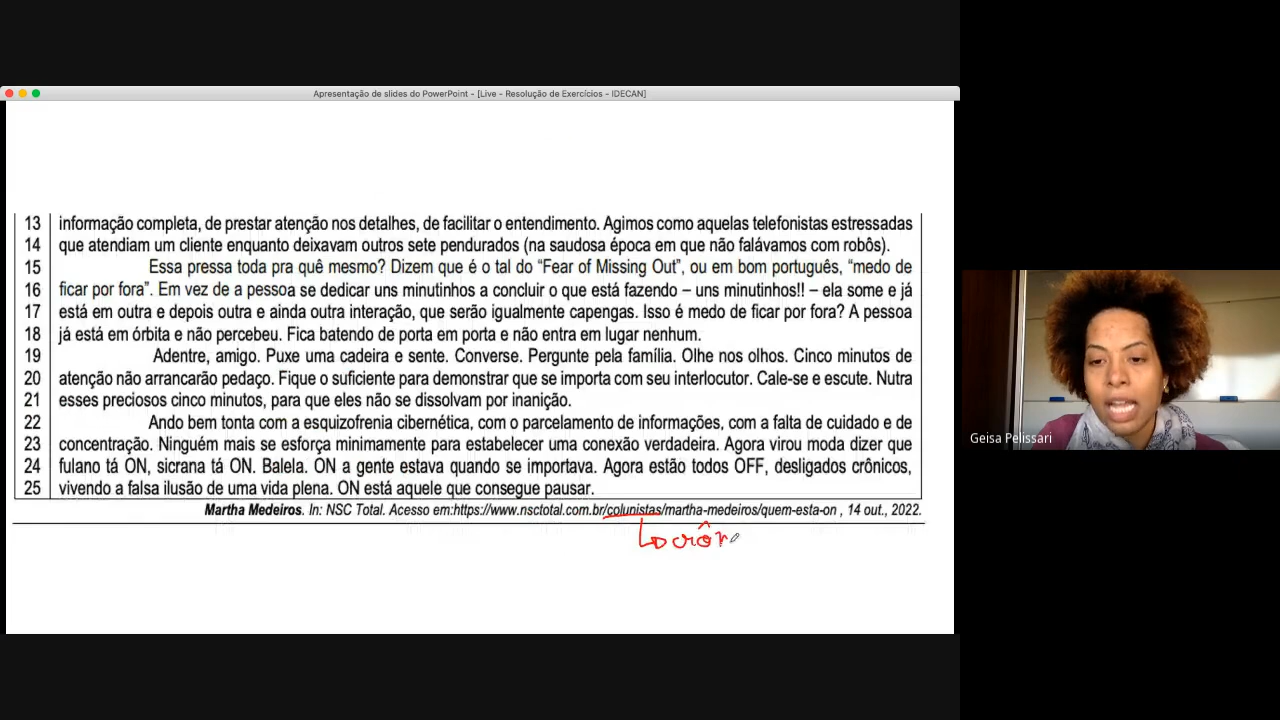 Apresentação de slides do PowerPoint - [Live - Resolução de Exercícios - IDECAN]
13 informação completa, de prestar atenção nos detalhes, de facilitar o entendimento. Agimos como aquelas telefonistas estressadas
14 que atendiam um cliente enquanto deixavam outros sete pendurados (na saudosa época em que não falávamos com robôs).
15 Essa pressa toda pra quê mesmo? Dizem que é o tal do “Fear of Missing Out”, ou em bom português, “medo de
16 ficar por fora”. Em vez de a pessoa se dedicar uns minutinhos a concluir o que está fazendo – uns minutinhos!! – ela some e já
17 está em outra e depois outra e ainda outra interação, que serão igualmente capengas. Isso é medo de ficar por fora? A pessoa
18 já está em órbita e não percebeu. Fica batendo de porta em porta e não entra em lugar nenhum.
19 Adentre, amigo. Puxe uma cadeira e sente. Converse. Pergunte pela família. Olhe nos olhos. Cinco minutos de
20 atenção não arrancarão pedaço. Fique o suficiente para demonstrar que se importa com seu interlocutor. Cale-se e escute. Nutra
21 esses preciosos cinco minutos, para que eles não se dissolvam por inanição.
22 Ando bem tonta com a esquizofrenia cibernética, com o parcelamento de informações, com a falta de cuidado e de
23 concentração. Ninguém mais se esforça minimamente para estabelecer uma conexão verdadeira. Agora virou moda dizer que
24 fulano tá ON, sicrana tá ON. Balela. ON a gente estava quando se importava. Agora estão todos OFF, desligados crônicos,
25 vivendo a falsa ilusão de uma vida plena. ON está aquele que consegue pausar.
Martha Medeiros. In: NSC Total. Acesso em:https://www.nsctotal.com.br/colunistas/martha-medeiros/quem-esta-on , 14 out., 2022.
crôn
Geisa Pelissari